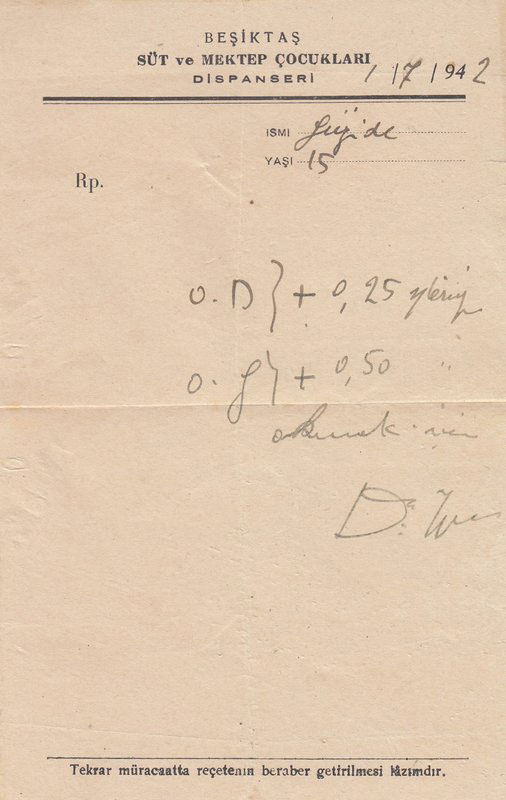 BEŞİKTAŞ
SÜT ve MEKTEP ÇOCUKLARI
DİSPANSERİ
1/7/1942
ISMI Güzide
YAŞI 15
Rp.
O. D } + 0,25
O. G } + 0,50 "
okumak için
Dr.
Tekrar müracaatta reçetenin beraber getirilmesi lâzımdır.